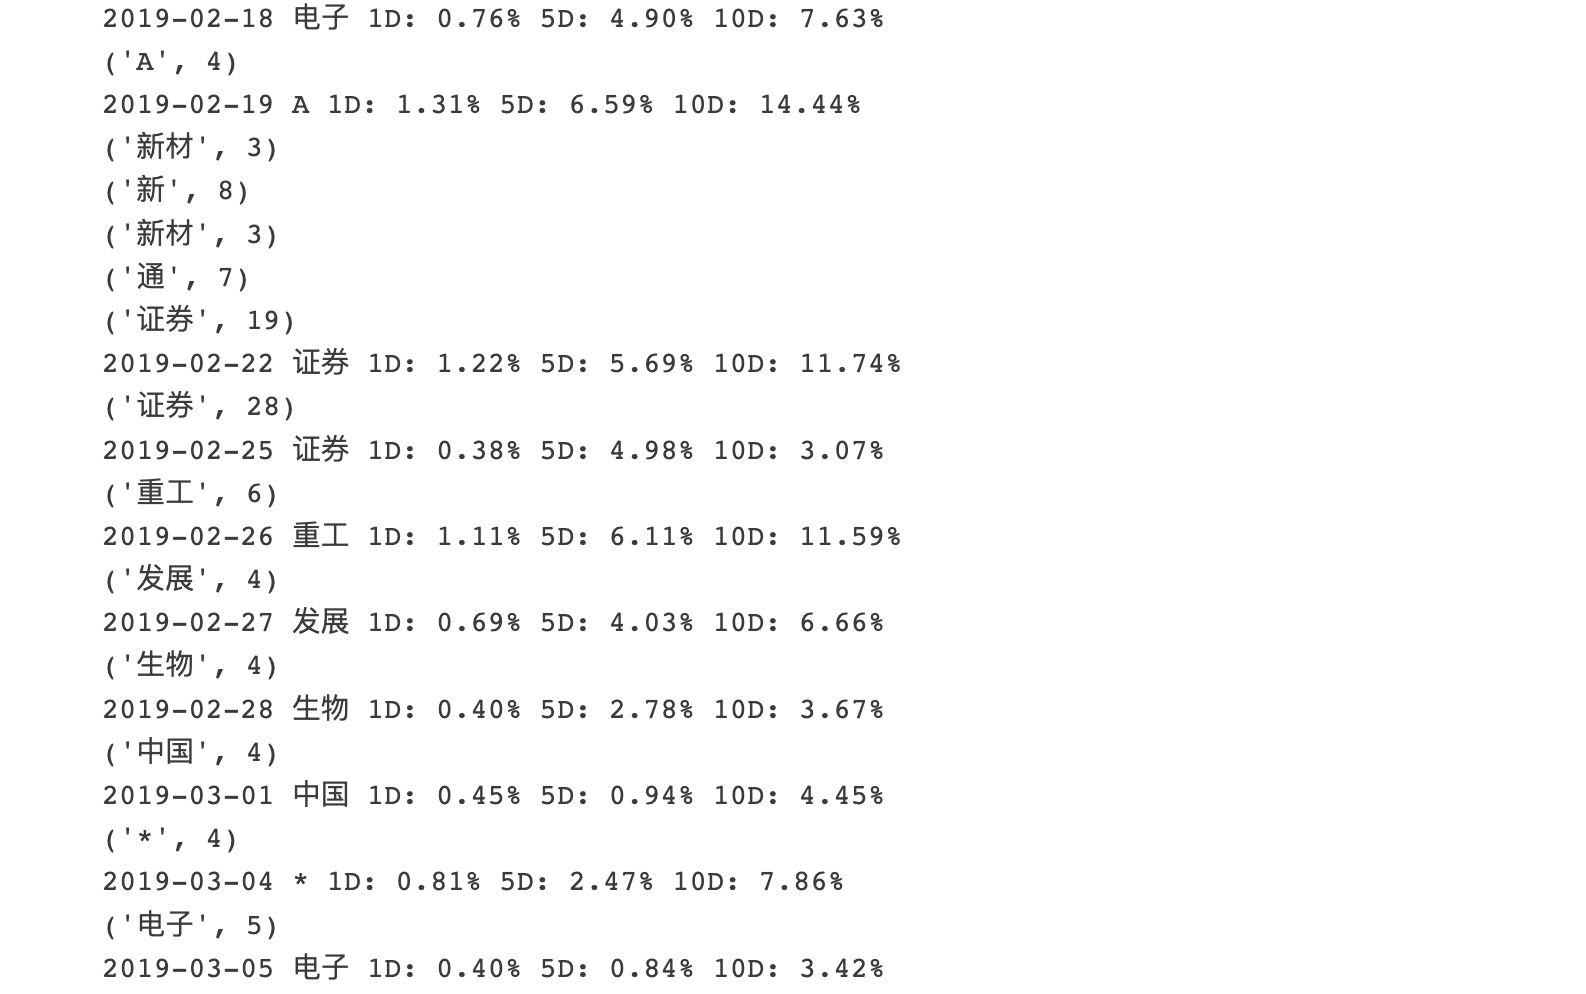 2019-02-18 电子 1D: 0.76% 5D: 4.90% 10D: 7.63%
('A', 4)
2019-02-19 A 1D: 1.31% 5D: 6.59% 10D: 14.44%
('新材', 3)
('新', 8)
('新材', 3)
('通', 7)
('证券', 19)
2019-02-22 证券 1D: 1.22% 5D: 5.69% 10D: 11.74%
('证券', 28)
2019-02-25 证券 1D: 0.38% 5D: 4.98% 10D: 3.07%
('重工', 6)
2019-02-26 重工 1D: 1.11% 5D: 6.11% 10D: 11.59%
('发展', 4)
2019-02-27 发展 1D: 0.69% 5D: 4.03% 10D: 6.66%
('生物', 4)
2019-02-28 生物 1D: 0.40% 5D: 2.78% 10D: 3.67%
('中国', 4)
2019-03-01 中国 1D: 0.45% 5D: 0.94% 10D: 4.45%
('*', 4)
2019-03-04 * 1D: 0.81% 5D: 2.47% 10D: 7.86%
('电子', 5)
2019-03-05 电子 1D: 0.40% 5D: 0.84% 10D: 3.42%